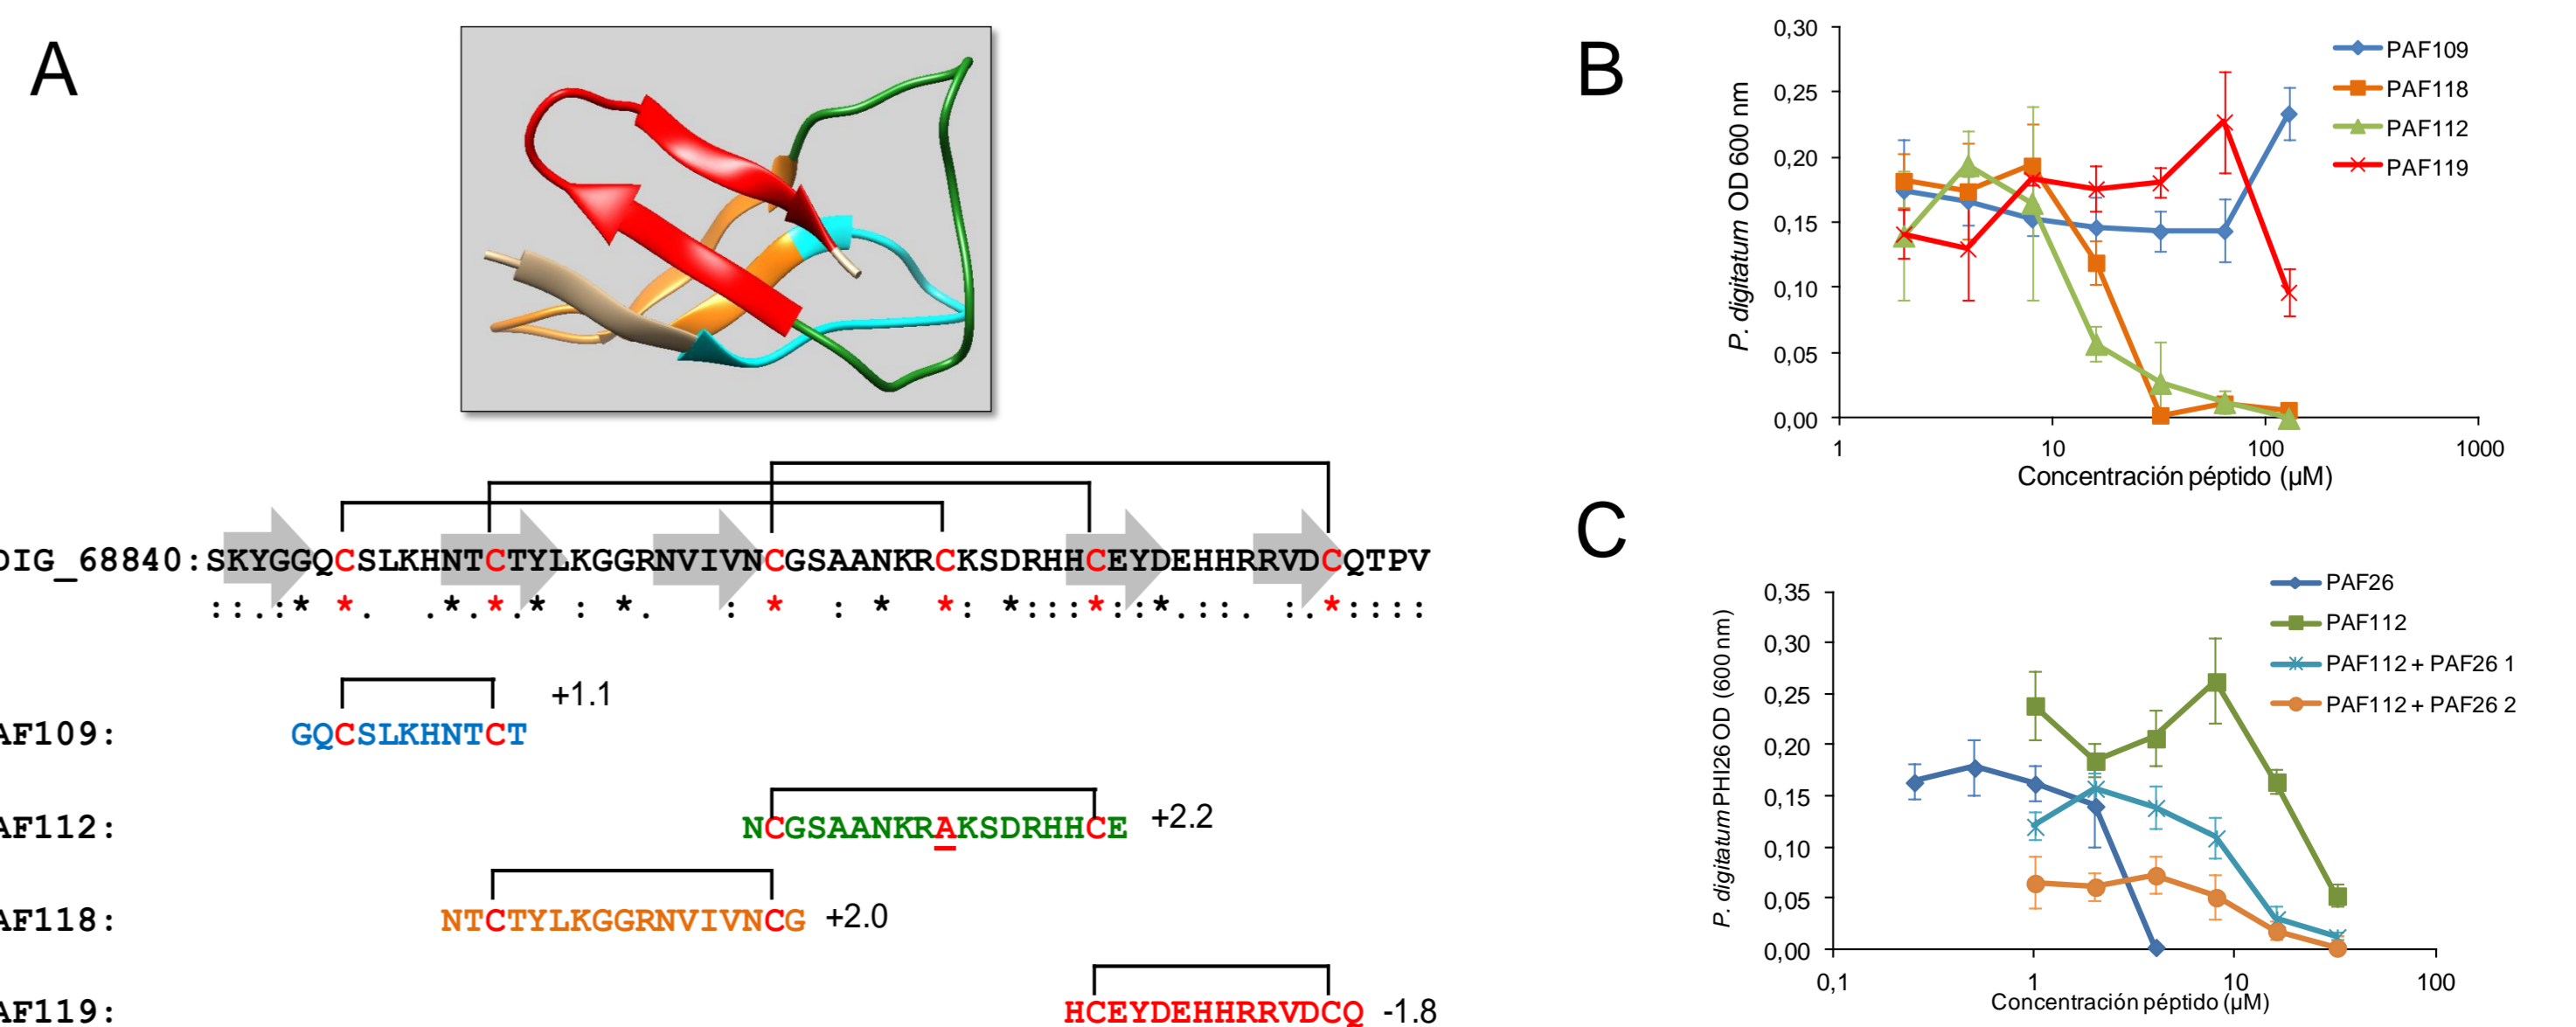 A
DIG_68840:SKYGGQCSLKHNTCTYLKGGRNVIVNCGSAANKRCKSDRHHCEYDEHHRRVDCQTPV
::.:* *. .*.*.* : *. : * : * *: *:::*::*.::. :.*::::
+1.1
AF109: GQCSLKHNTCT
AF112: NCGSAANKRAKSDRHHCE +2.2
AF118: NTCTYLKGGRNVIVNCG +2.0
AF119: HCEYDEHHRRVDCQ -1.8
B
P. digitatum OD 600 nm
0,30
0,25
0,20
0,15
0,10
0,05
0,00
1 10 100 1000
Concentración péptido (µM)
PAF109
PAF118
PAF112
PAF119
C
P. digitatum PHI26 OD (600 nm)
0,35
0,30
0,25
0,20
0,15
0,10
0,05
0,00
0,1 1 10 100
Concentración péptido (µM)
PAF26
PAF112
PAF112 + PAF26 1
PAF112 + PAF26 2